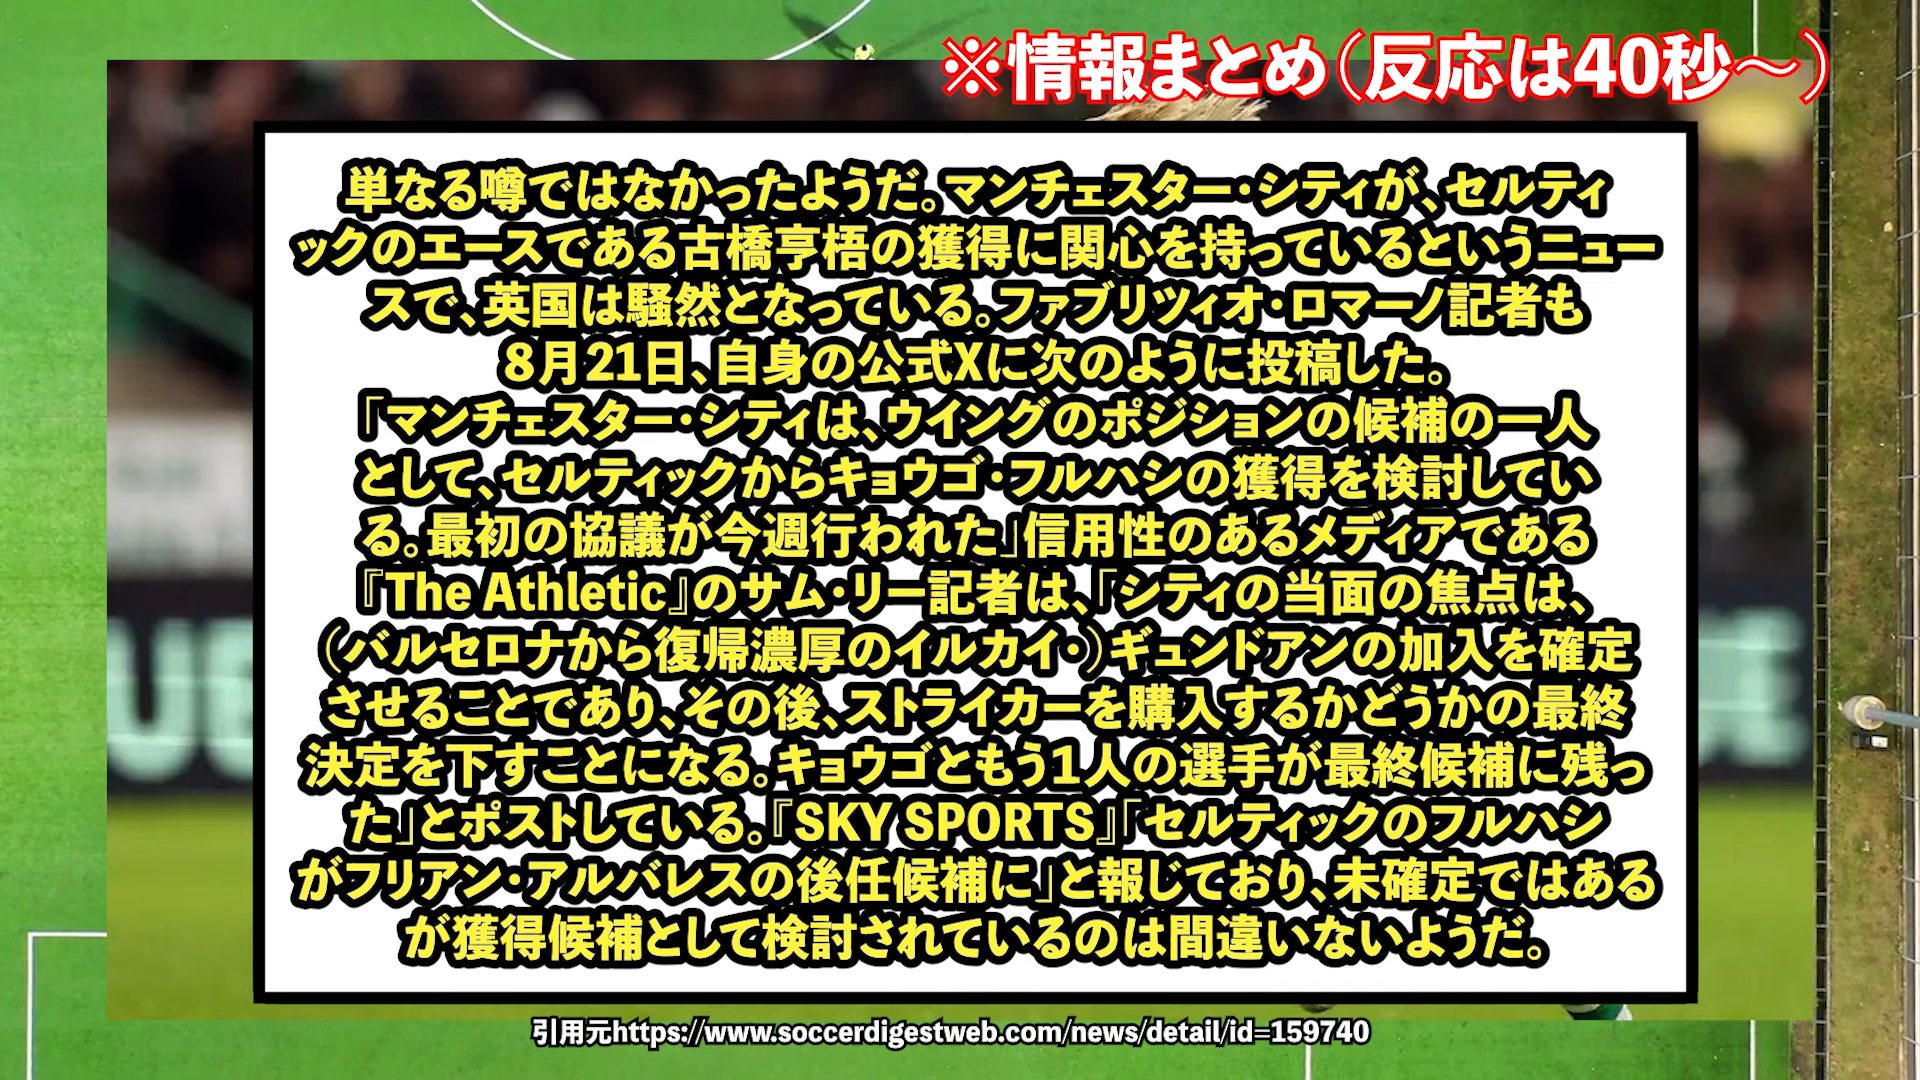 ※情報まとめ（反応は40秒～）
単なる噂ではなかったようだ。マンチェスター・シティが、セルティ
ックのエースである古橋亨梧の獲得に関心を持っているというニュー
スで、英国は騒然となっている。ファブリツィオ・ロマーノ記者も
8月21日、自身の公式Xに次のように投稿した。
「マンチェスター・シティは、ウイングのポジションの候補の一人
として、セルティックからキョウゴ・フルハシの獲得を検討してい
る。最初の協議が今週行われた」信用性のあるメディアである
『The Athletic』のサム・リー記者は、「シティの当面の焦点は、
（バルセロナから復帰濃厚のイルカイ・）ギュンドアンの加入を確定
させることであり、その後、ストライカーを購入するかどうかの最終
決定を下すことになる。キョウゴともう1人の選手が最終候補に残っ
た」とポストしている。『SKY SPORTS』「セルティックのフルハシ
がフリアン・アルバレスの後任候補に」と報じており、未確定ではある
が獲得候補として検討されているのは間違いないようだ。
引用元https://www.soccerdigestweb.com/news/detail/id=159740